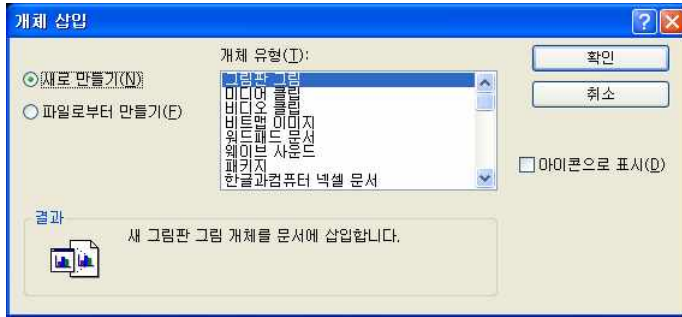 개체 삽입
새로 만들기(N)
파일로부터 만들기(F)
개체 유형(T):
그림판 그림
미디어 클립
비디오 클립
비트맵 이미지
워드패드 문서
웨이브 사운드
패키지
한글과컴퓨터 넥셀 문서
확인
취소
아이콘으로 표시(D)
결과
새 그림판 그림 개체를 문서에 삽입합니다.